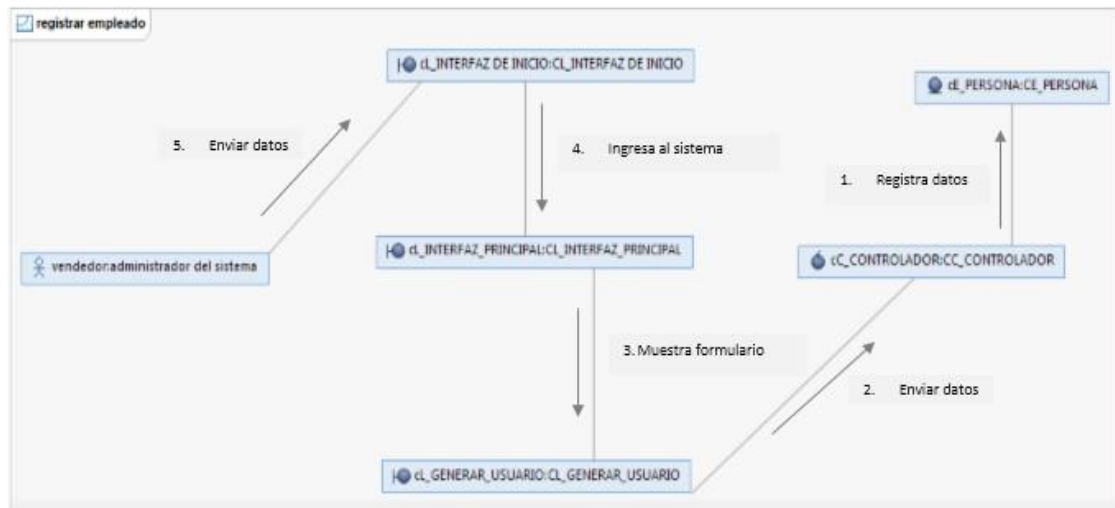 registrar empleado
cL_INTERFAZ DE INICIO:CL_INTERFAZ DE INICIO
cE_PERSONA:CE_PERSONA
5. Enviar datos
4. Ingresa al sistema
1. Registra datos
vendedor:administrador del sistema
cL_INTERFAZ_PRINCIPAL:CL_INTERFAZ_PRINCIPAL
cC_CONTROLADOR:CC_CONTROLADOR
3. Muestra formulario
2. Enviar datos
cL_GENERAR_USUARIO:CL_GENERAR_USUARIO